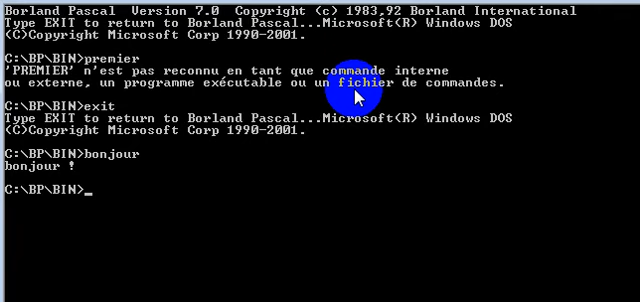 Borland Pascal  Version 7.0  Copyright (c) 1983,92 Borland International
Type EXIT to return to Borland Pascal...Microsoft(R) Windows DOS
(C)Copyright Microsoft Corp 1990-2001.
C:\BP\BIN>premier
'PREMIER' n'est pas reconnu en tant que commande interne
ou externe, un programme exécutable ou un fichier de commandes.
C:\BP\BIN>exit
Type EXIT to return to Borland Pascal...Microsoft(R) Windows DOS
(C)Copyright Microsoft Corp 1990-2001.
C:\BP\BIN>bonjour
bonjour !
C:\BP\BIN>_